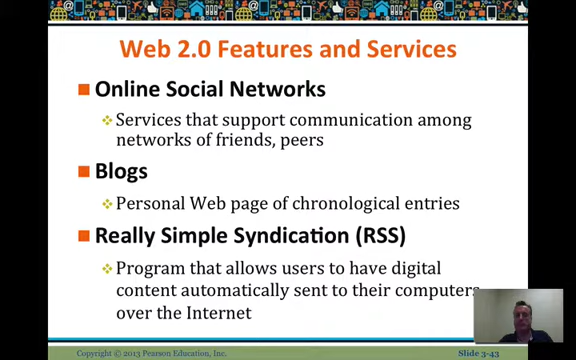 Web 2.0 Features and Services
Online Social Networks
Services that support communication among
networks of friends, peers
Blogs
Personal Web page of chronological entries
Really Simple Syndication (RSS)
Program that allows users to have digital
content automatically sent to their computers
over the Internet
Copyright © 2013 Pearson Education, Inc.
Slide 3-43